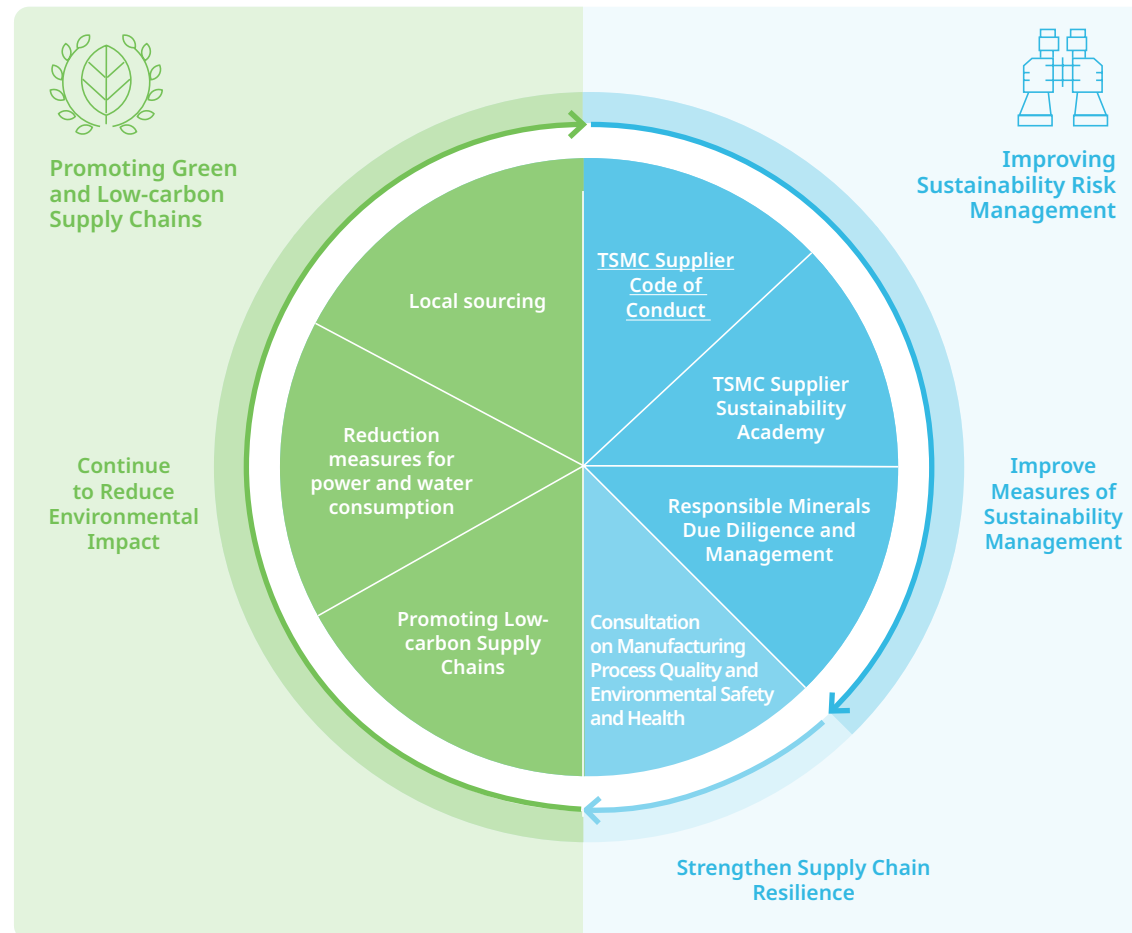 Promoting Green
and Low-carbon
Supply Chains
Improving
Sustainability Risk
Management
Local sourcing
TSMC Supplier
Code of
Conduct
TSMC Supplier
Sustainability
Academy
Reduction
measures for
power and water
consumption
Continue
to Reduce
Environmental
Impact
Improve
Measures of
Sustainability
Management
Responsible Minerals
Due Diligence and
Management
Promoting Low-
carbon Supply
Chains
Consultation
on Manufacturing
Process Quality and
Environmental Safety
and Health
Strengthen Supply Chain
Resilience